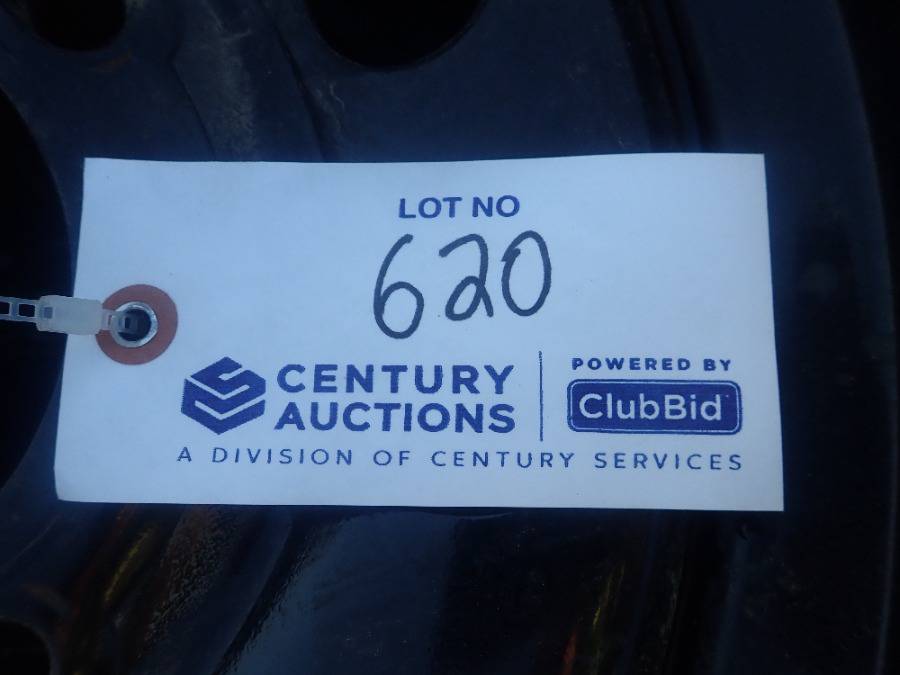 LOT NO
620
CENTURY AUCTIONS
POWERED BY
ClubBid
A DIVISION OF CENTURY SERVICES